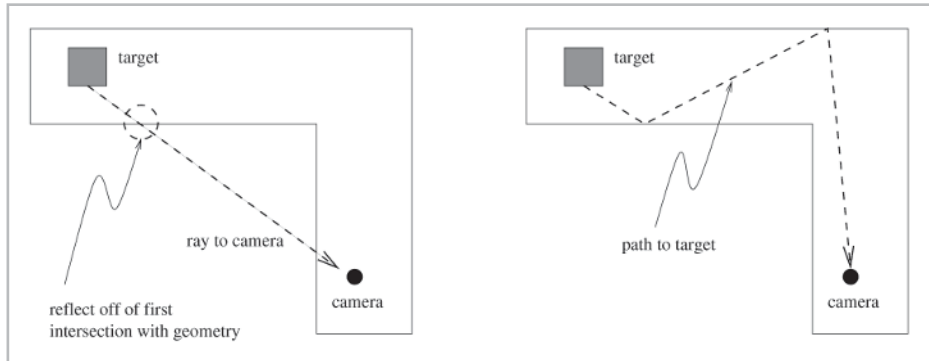 target
ray to camera
camera
reflect off of first
intersection with geometry
target
path to target
camera